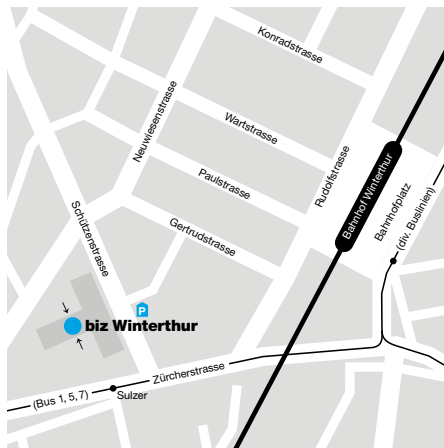 Konradstrasse
Neuwiesenstrasse
Wartstrasse
Rudolfstrasse
Paulstrasse
Bahnhof Winterthur
Bahnhofplatz
(div. Buslinien)
Schützenstrasse
Gertrudstrasse
P
biz Winterthur
Zürcherstrasse
(Bus 1, 5, 7)
Sulzer